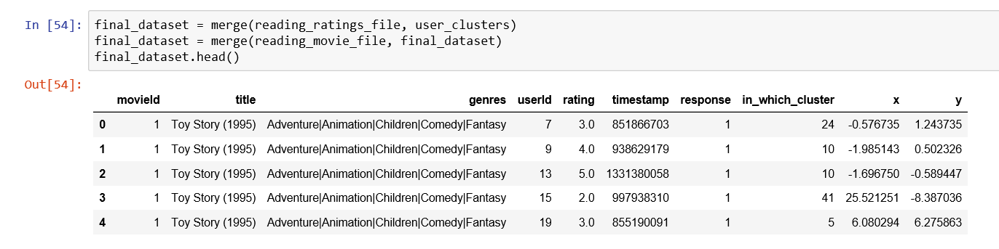 In [54]: final_dataset = merge(reading_ratings_file, user_clusters)
final_dataset = merge(reading_movie_file, final_dataset)
final_dataset.head()
Out[54]:
movieId title genres userId rating timestamp response in_which_cluster x y
0 1 Toy Story (1995) Adventure|Animation|Children|Comedy|Fantasy 7 3.0 851866703 1 24 -0.576735 1.243735
1 1 Toy Story (1995) Adventure|Animation|Children|Comedy|Fantasy 9 4.0 938629179 1 10 -1.985143 0.502326
2 1 Toy Story (1995) Adventure|Animation|Children|Comedy|Fantasy 13 5.0 1331380058 1 10 -1.696750 -0.589447
3 1 Toy Story (1995) Adventure|Animation|Children|Comedy|Fantasy 15 2.0 997938310 1 41 25.521251 -8.387036
4 1 Toy Story (1995) Adventure|Animation|Children|Comedy|Fantasy 19 3.0 855190091 1 5 6.080294 6.275863